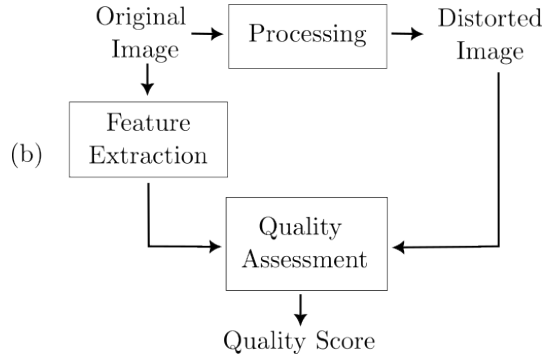 Original
Image
Processing
Distorted
Image
Feature
Extraction
(b)
Quality
Assessment
Quality Score